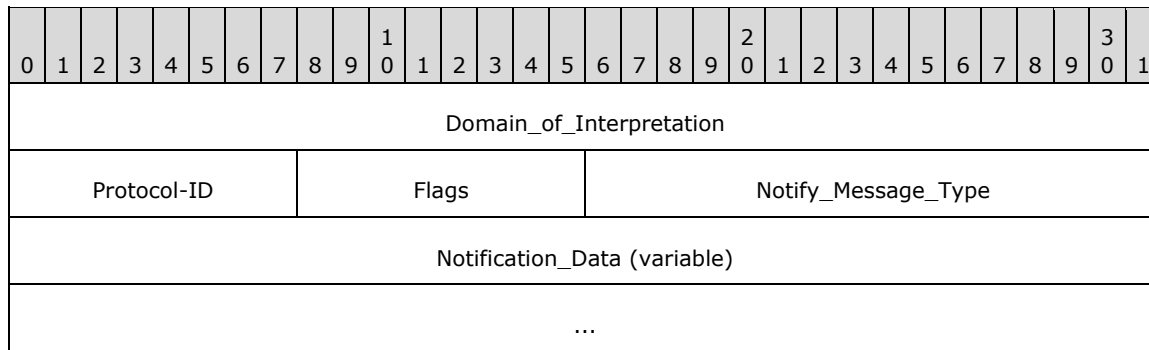 1 2 3
0 1 2 3 4 5 6 7 8 9 0 1 2 3 4 5 6 7 8 9 0 1 2 3 4 5 6 7 8 9 0 1
Domain_of_Interpretation
Protocol-ID Flags Notify_Message_Type
Notification_Data (variable)
...